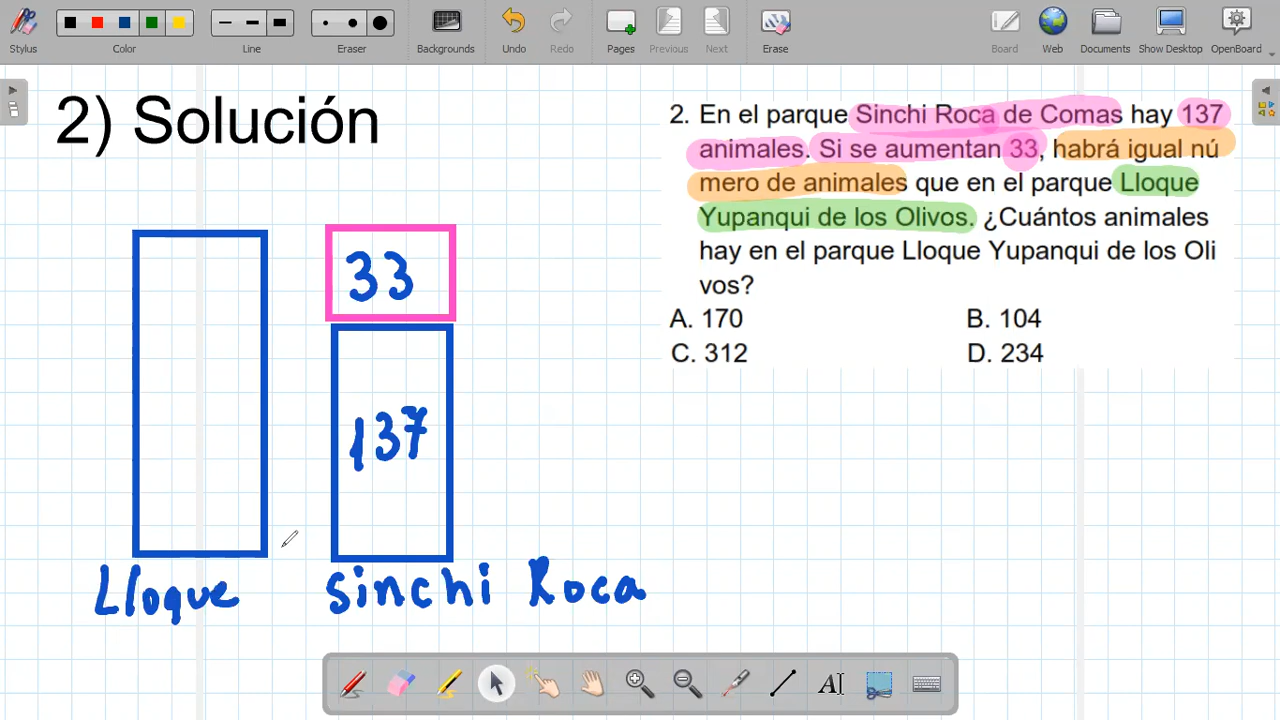 Stylus Color Line Eraser Backgrounds Undo Redo Pages Previous Next Erase Board Web Documents Show Desktop OpenBoard
2) Solución
2. En el parque Sinchi Roca de Comas hay 137
animales. Si se aumentan 33, habrá igual nú
mero de animales que en el parque Lloque
Yupanqui de los Olivos. ¿Cuántos animales
hay en el parque Lloque Yupanqui de los Oli
vos?
A. 170 B. 104
C. 312 D. 234
33
137
Lloque Sinchi Roca